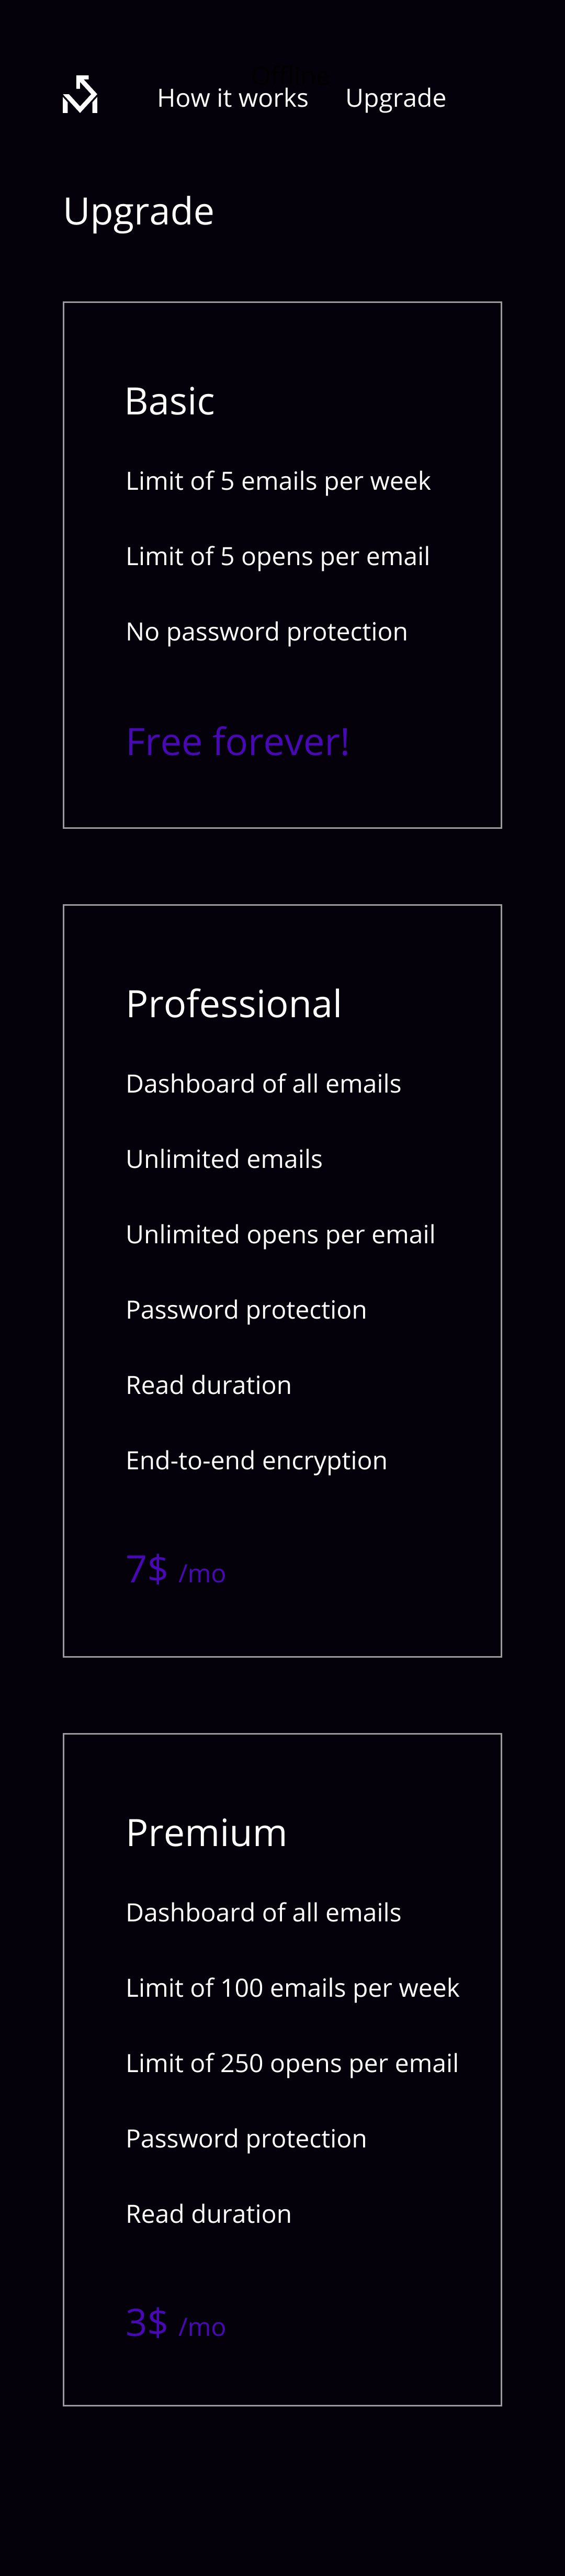 Offline
How it works Upgrade
Upgrade
Basic
Limit of 5 emails per week
Limit of 5 opens per email
No password protection
Free forever!
Professional
Dashboard of all emails
Unlimited emails
Unlimited opens per email
Password protection
Read duration
End-to-end encryption
7$ /mo
Premium
Dashboard of all emails
Limit of 100 emails per week
Limit of 250 opens per email
Password protection
Read duration
3$ /mo